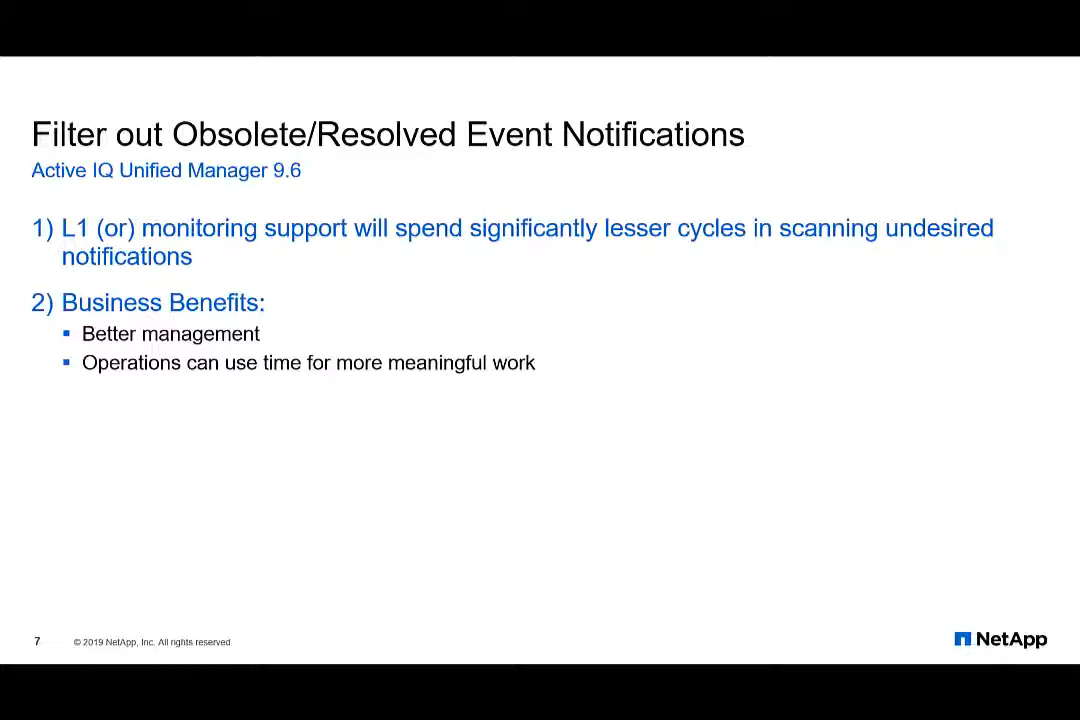 Filter out Obsolete/Resolved Event Notifications
Active IQ Unified Manager 9.6
1) L1 (or) monitoring support will spend significantly lesser cycles in scanning undesired
notifications
2) Business Benefits:
▪ Better management
▪ Operations can use time for more meaningful work
7 © 2019 NetApp, Inc. All rights reserved
NetApp